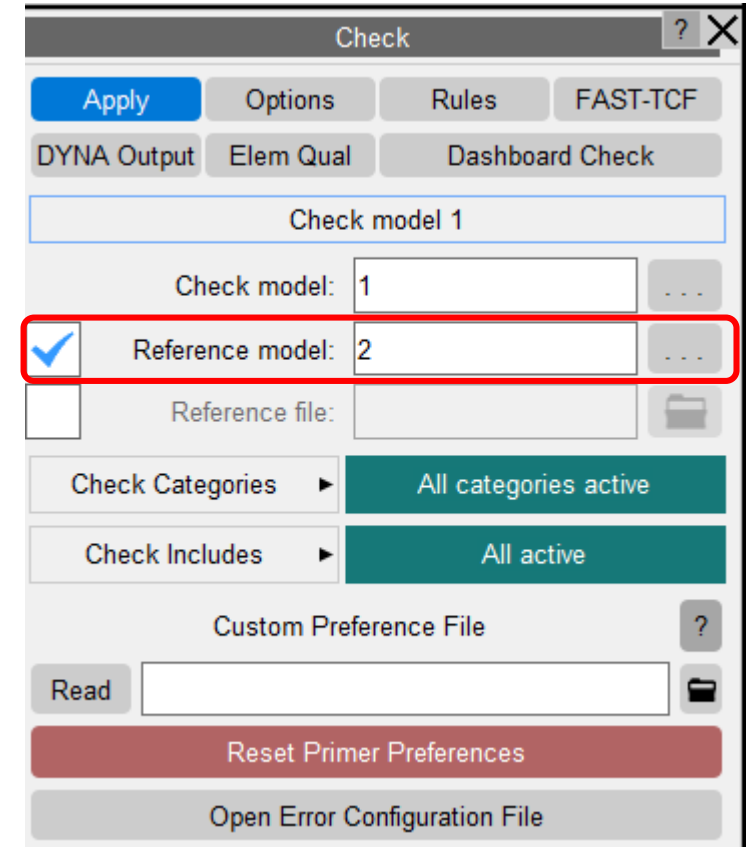 Check ?
Apply Options Rules FAST-TCF
DYNA Output Elem Qual Dashboard Check
Check model 1
Check model: 1 ...
Reference model: 2 ...
Reference file:
Check Categories All categories active
Check Includes All active
Custom Preference File ?
Read
Reset Primer Preferences
Open Error Configuration File